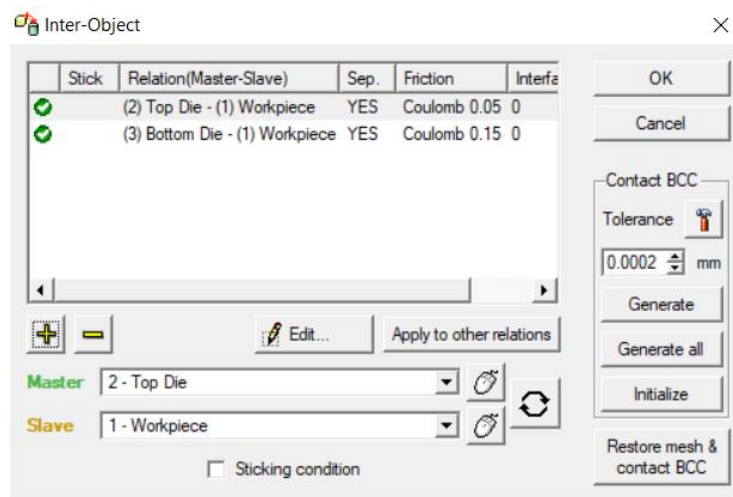 Inter-Object
Stick Relation(Master-Slave) Sep. Friction Interfa
(2) Top Die - (1) Workpiece YES Coulomb 0.05 0
(3) Bottom Die - (1) Workpiece YES Coulomb 0.15 0
Edit...
Apply to other relations
Master 2 - Top Die
Slave 1 - Workpiece
Sticking condition
OK
Cancel
Contact BCC
Tolerance
0.0002 mm
Generate
Generate all
Initialize
Restore mesh &
contact BCC